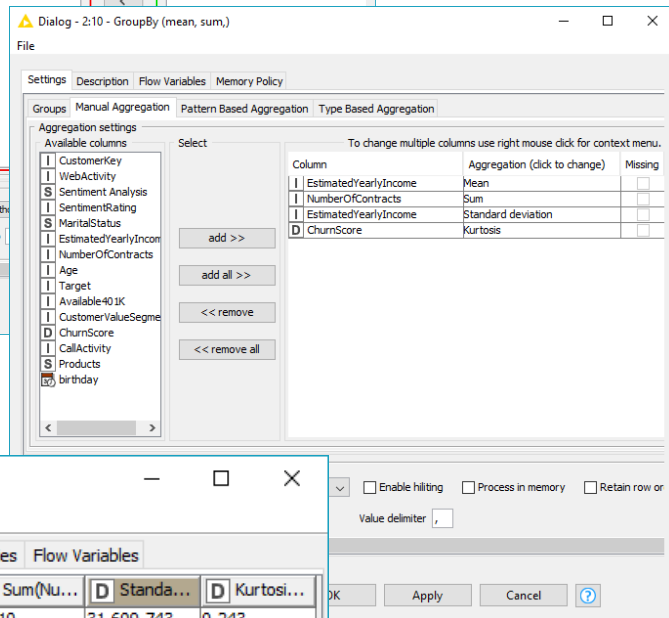 Dialog - 2:10 - GroupBy (mean, sum,)
File
Settings Description Flow Variables Memory Policy
Groups Manual Aggregation Pattern Based Aggregation Type Based Aggregation
Aggregation settings
Available columns
Select
To change multiple columns use right mouse click for context menu.
I CustomerKey
I WebActivity
S Sentiment Analysis
I SentimentRating
S MaritalStatus
I EstimatedYearlyIncom
I NumberOfContracts
I Age
I Target
I Available401K
I CustomerValueSegme
D ChurnScore
I CallActivity
S Products
birthday
add >>
add all >>
<< remove
<< remove all
Column Aggregation (click to change) Missing
I EstimatedYearlyIncome Mean
I NumberOfContracts Sum
I EstimatedYearlyIncome Standard deviation
D ChurnScore Kurtosis
Enable hiliting Process in memory Retain row or
Value delimiter ,
Apply Cancel ?
es Flow Variables
Sum(Nu... D Standa... D Kurtosi...